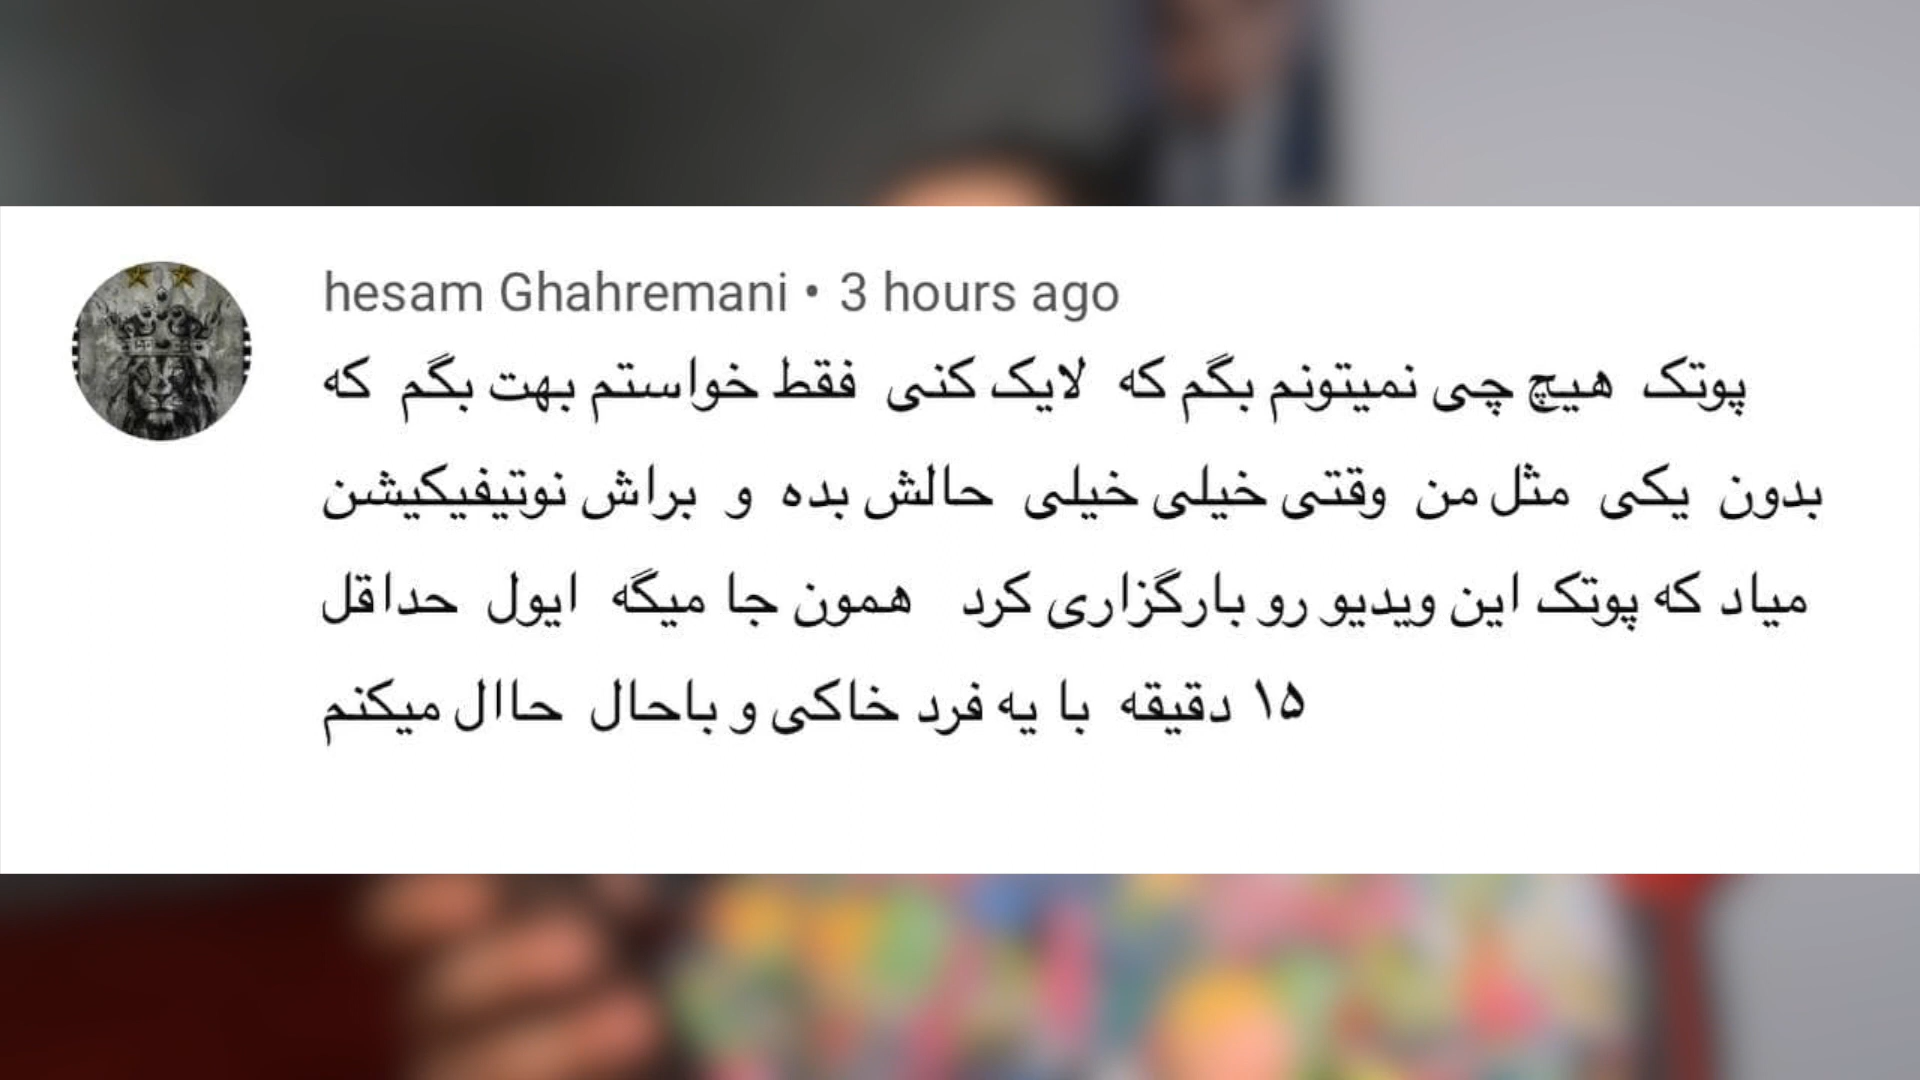 hesam Ghahremani • 3 hours ago
پوتک هیچ چی نمیتونم بگم که لایک کنی فقط خواستم بهت بگم که
بدون یکی مثل من وقتی خیلی خیلی حالش بده و براش نوتیفیکیشن
میاد که پوتک این ویدیو رو بارگزاری کرد همون جا میگه ایول حداقل
۱۵ دقیقه با یه فرد خاکی و باحال حاال میکنم